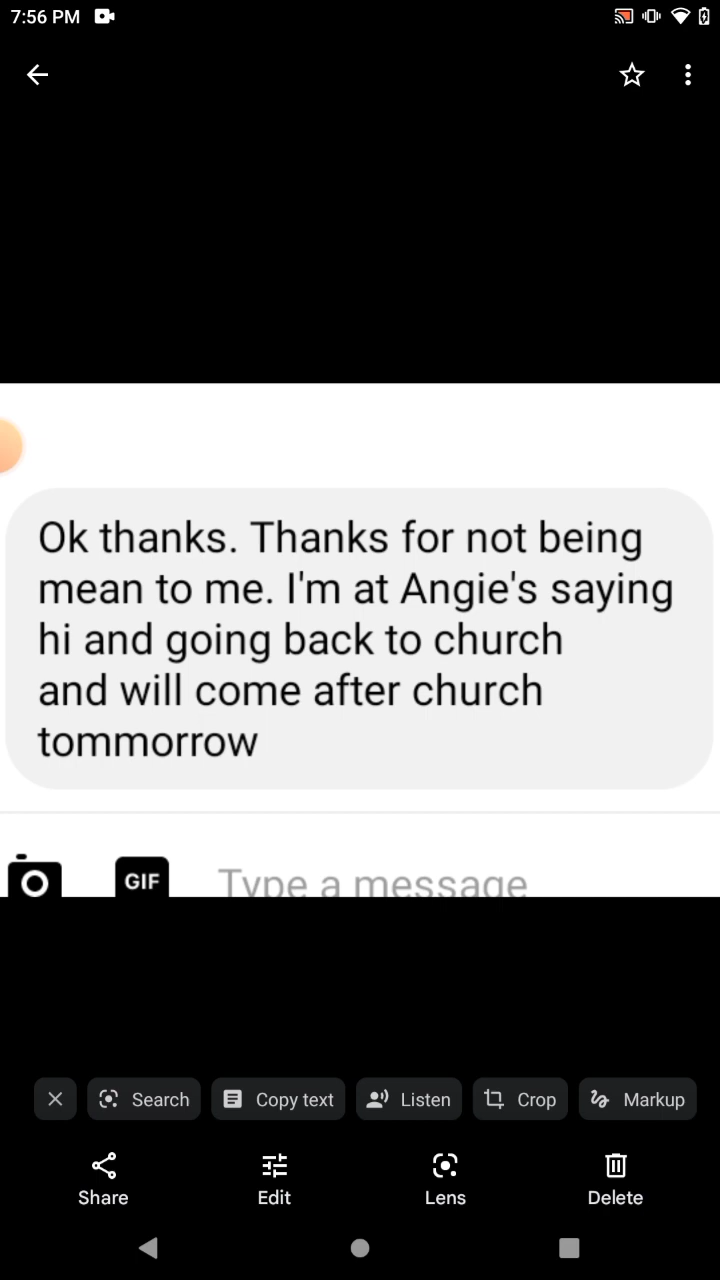 7:56 PM
Ok thanks. Thanks for not being
mean to me. I'm at Angie's saying
hi and going back to church
and will come after church
tommorrow
GIF Type a message
Search Copy text Listen Crop Markup
Share Edit Lens Delete